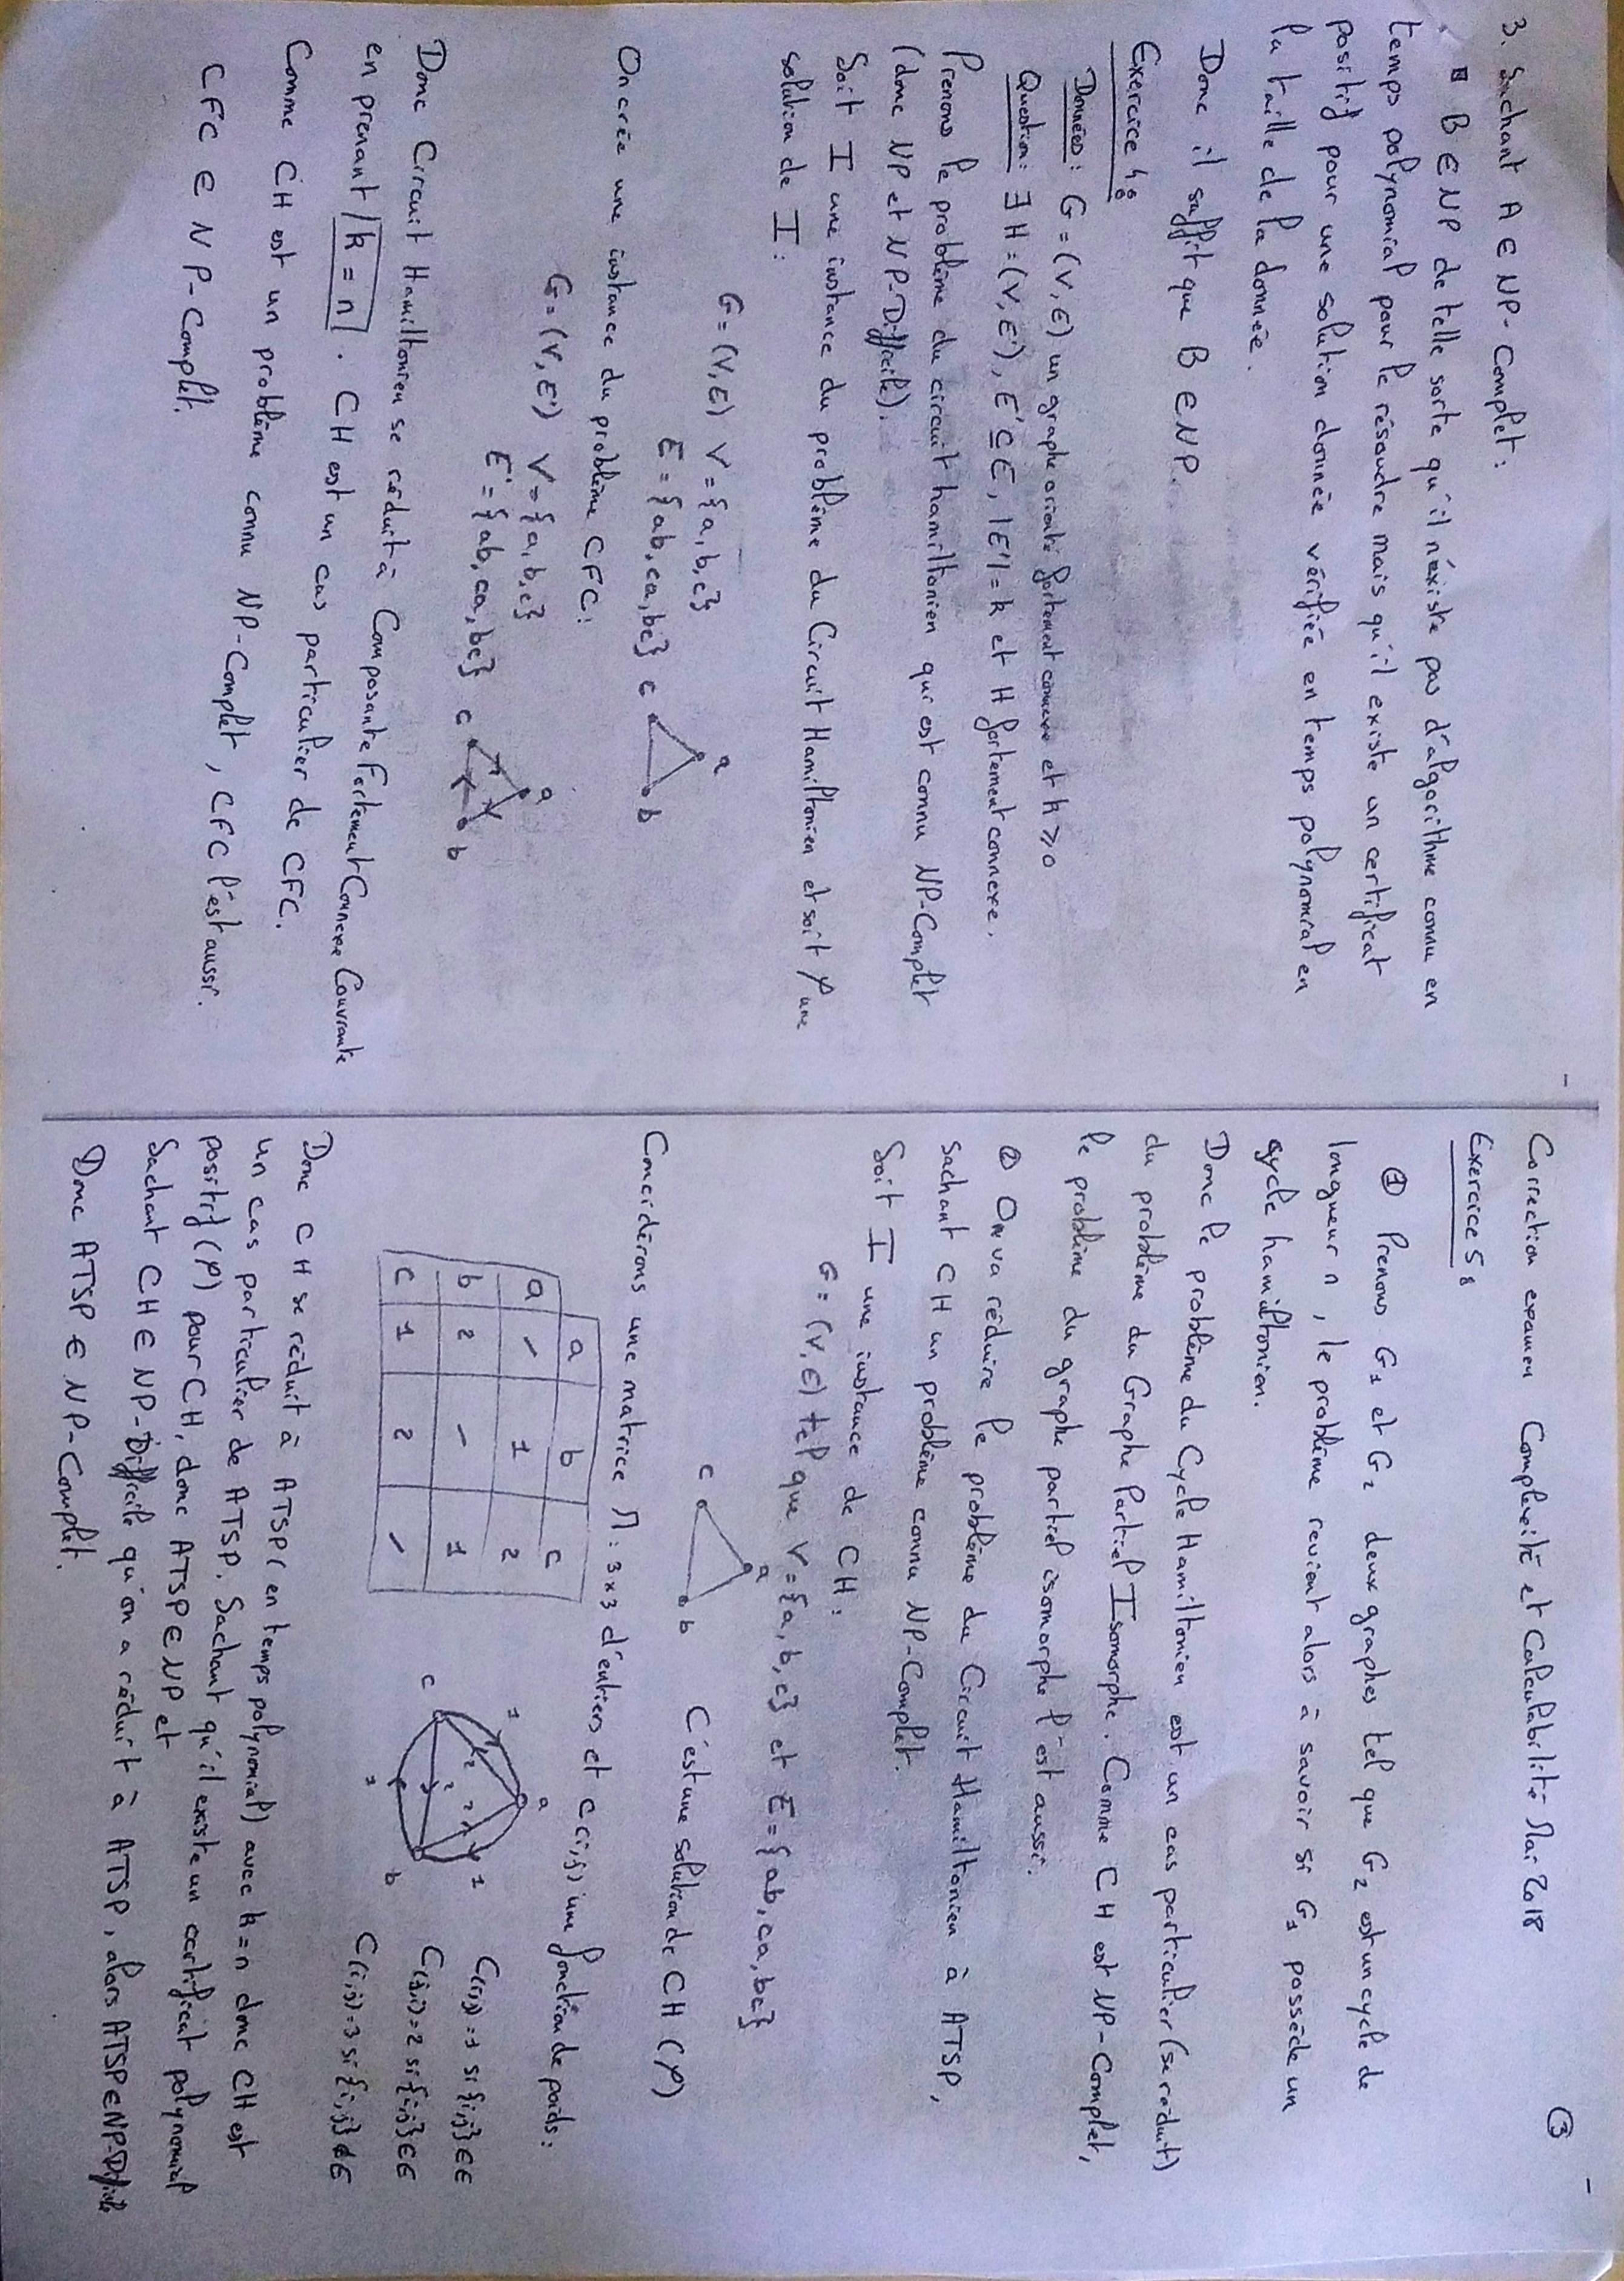 3. Sachant A ∈ NP-Complet :
▪ B ∈ NP de telle sorte qu'il n'existe pas d'algorithme connu en
temps polynomial pour le résoudre mais qu'il existe un certificat
positif pour une solution donnée vérifiée en temps polynomial en
la taille de la donnée.
Donc il suffit que B ∈ NP.
Exercice 4:
Données: G = (V, E) un graphe orienté fortement connexe et k ⩾ 0
Question: ∃ H = (V, E'), E' ⊆ E, |E'| = k et H fortement connexe.
Prenons le problème du circuit hamiltonien qui est connu NP-Complet
(donc NP et NP-Difficile).
Soit I une instance du problème du Circuit Hamiltonien et soit φ une
solution de I :
G = (V, E) V = {a, b, c}
E = {ab, ca, bc}
a
c
b
On crée une instance du problème CFC :
G = (V, E') V = {a, b, c}
E' = {ab, ca, bc}
a
c
b
Donc Circuit Hamiltonien se réduit à Composante Fortement Connexe Couvrante
en prenant |k = n|. CH est un cas particulier de CFC.
Comme CH est un problème connu NP-Complet, CFC l'est aussi.
CFC ∈ NP-Complet.
Correction examen Complexité et Calculabilité Mai 2018
③
Exercice 5:
① Prenons G1 et G2 deux graphes tel que G2 est un cycle de
longueur n, le problème revient alors à savoir si G1 possède un
cycle hamiltonien.
Donc le problème du Cycle Hamiltonien est un cas particulier (se réduit)
du problème du Graphe Partiel Isomorphe. Comme CH est NP-Complet,
le problème du graphe partiel isomorphe l'est aussi.
② On va réduire le problème du Circuit Hamiltonien à ATSP,
sachant CH un problème connu NP-Complet.
Soit I une instance de CH :
G = (V, E) tel que V = {a, b, c} et E = {ab, ca, bc}
a
c
b
C'est une solution de CH (φ)
Concidérons une matrice M : 3x3 d'entiers et C(i,j) une fonction de poids :
a b c
a / 1 2
b 2 / 1
c 1 2 /
a
1 1
2 2
2
c b
1
C(i,j) = 1 si {i,j} ∈ E
C(j,i) = 2 si {i,j} ∈ E
C(i,j) = 3 si {i,j} ∉ E
Donc CH se réduit à ATSP (en temps polynomial) avec k = n donc CH est
un cas particulier de ATSP. Sachant qu'il existe un certificat polynomial
positif (φ) pour CH, donc ATSP ∈ NP et
Sachant CH ∈ NP-Difficile qu'on a réduit à ATSP, alors ATSP ∈ NP-Difficile
Donc ATSP ∈ NP-Complet.